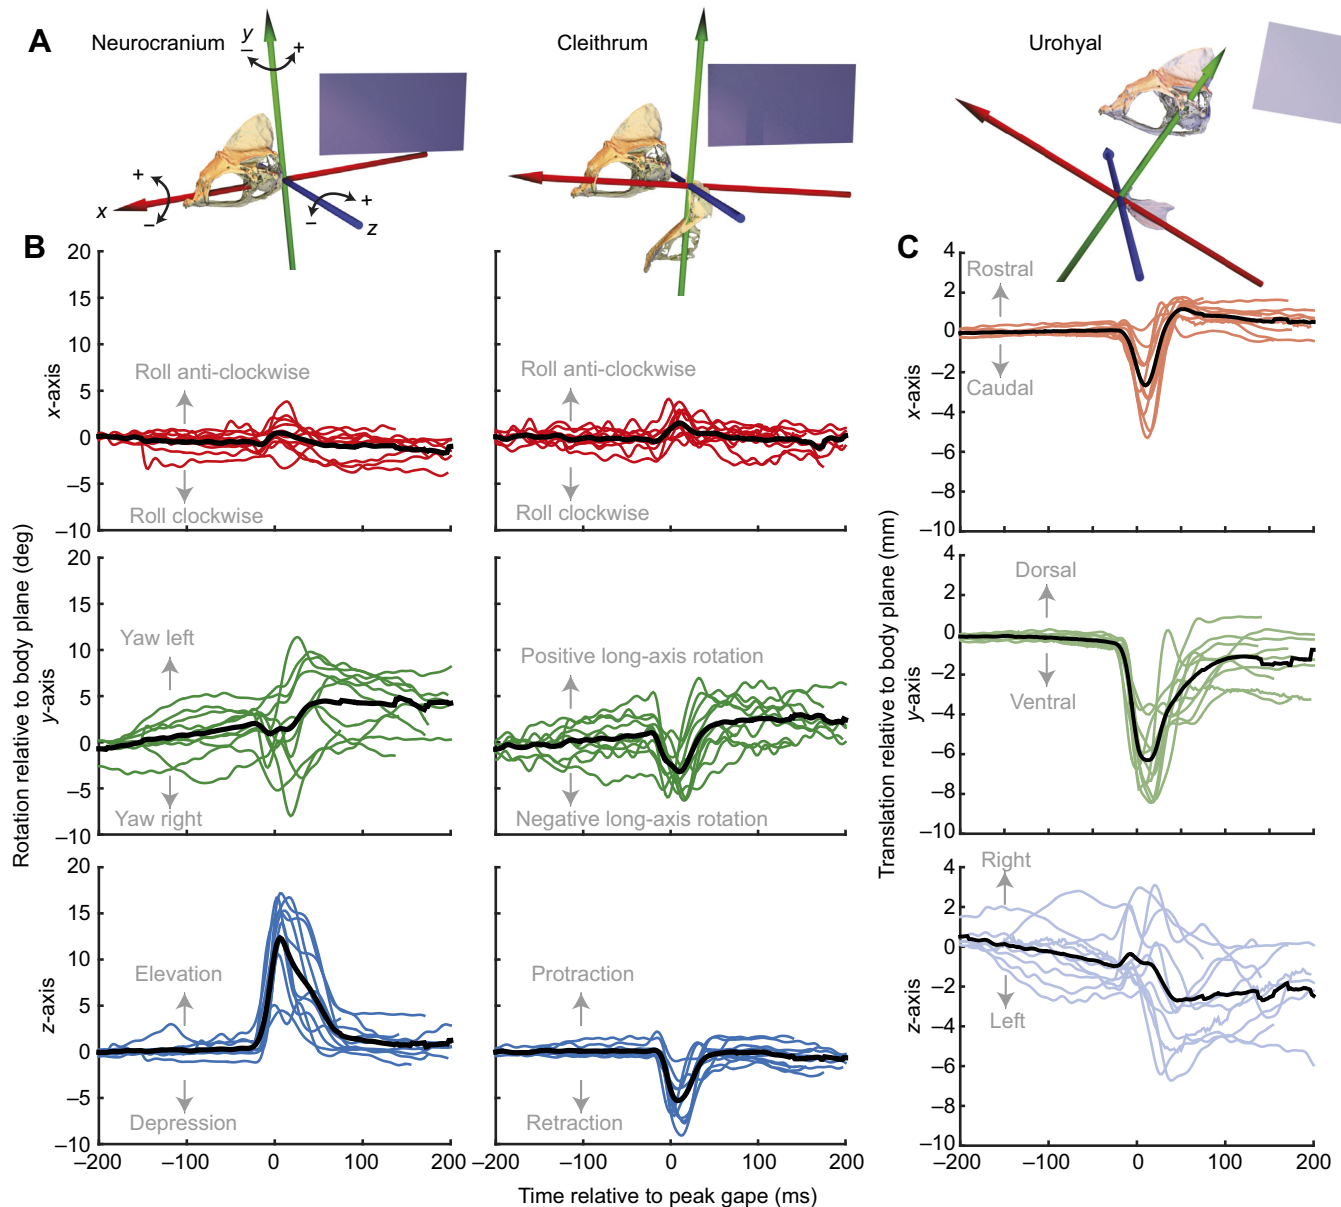 A
Neurocranium
Cleithrum
Urohyal
y
– +
+
–
x
+
–
z
B
Rotation relative to body plane (deg)
x-axis
20
15
10
5
0
–5
–10
Roll anti-clockwise
Roll clockwise
Roll anti-clockwise
Roll clockwise
y-axis
20
15
10
5
0
–5
–10
Yaw left
Yaw right
Positive long-axis rotation
Negative long-axis rotation
z-axis
20
15
10
5
0
–5
–10
Elevation
Depression
Protraction
Retraction
–200 –100 0 100 200
–200 –100 0 100 200
Time relative to peak gape (ms)
C
Translation relative to body plane (mm)
x-axis
4
2
0
–2
–4
–6
–8
–10
Rostral
Caudal
y-axis
4
2
0
–2
–4
–6
–8
–10
Dorsal
Ventral
z-axis
4
2
0
–2
–4
–6
–8
–10
Right
Left
–200 –100 0 100 200